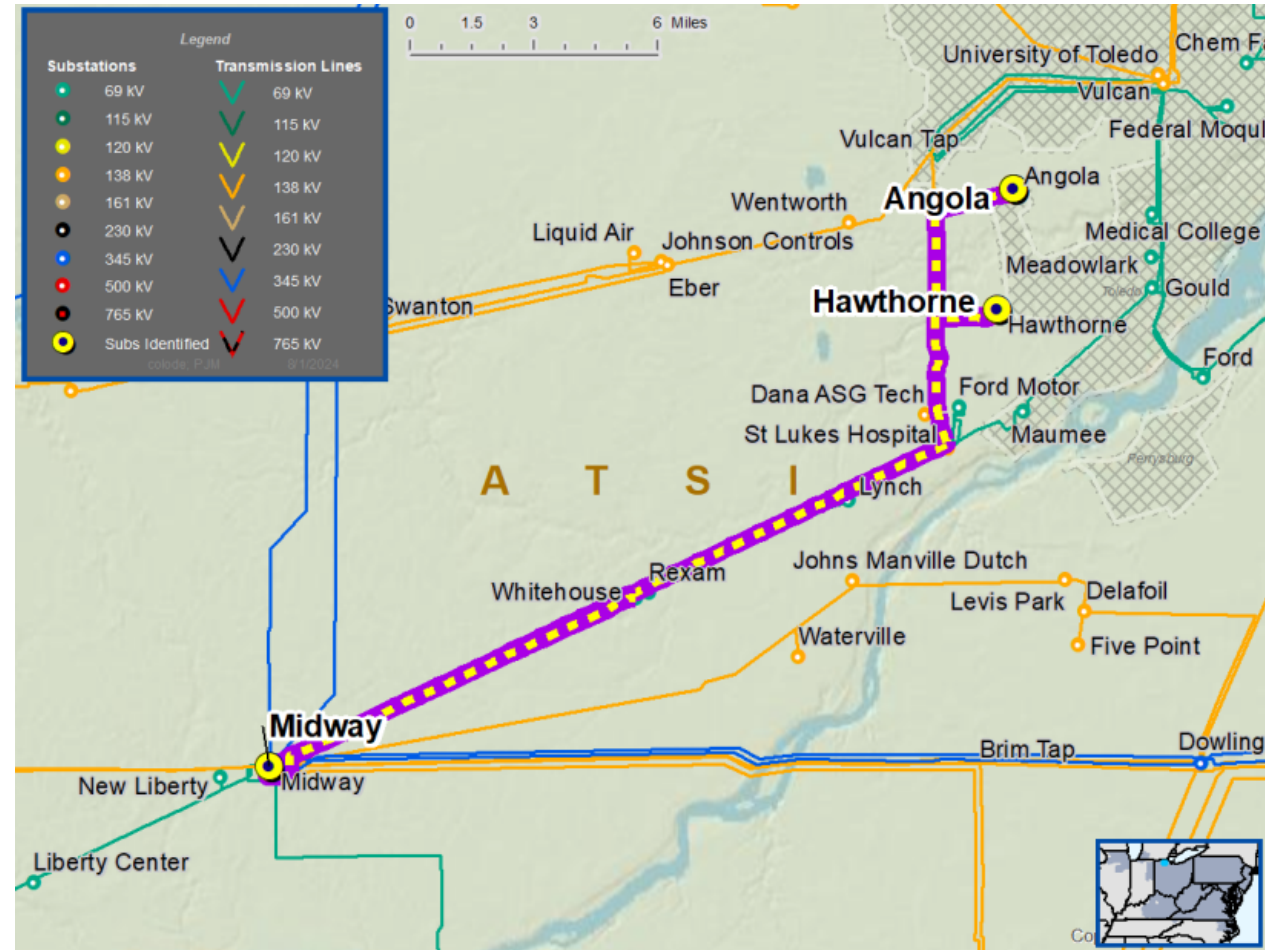 Legend
Substations
Transmission Lines
69 kV
69 kV
115 kV
115 kV
120 kV
120 kV
138 kV
138 kV
161 kV
161 kV
230 kV
230 kV
345 kV
345 kV
500 kV
500 kV
765 kV
Subs Identified
765 kV
colode, PJM
8/1/2024
0 1.5 3 6 Miles
University of Toledo
Chem
Vulcan
Federal
Vulcan Tap
Angola
Angola
Wentworth
Liquid Air
Johnson Controls
Medical College
Meadowlark
Toledo
Gould
Eber
Swanton
Hawthorne
Hawthorne
Ford
Dana ASG Tech
Ford Motor
St Lukes Hospital
Maumee
Perrysburg
A T S I
Lynch
Rexam
Whitehouse
Johns Manville Dutch
Levis Park
Delafoil
Waterville
Five Point
Midway
Brim Tap
Dowling
New Liberty
Midway
Liberty Center